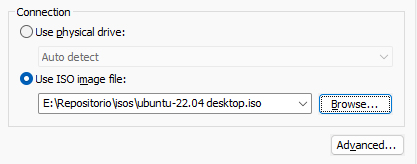 Connection
Use physical drive:
Auto detect
Use ISO image file:
E:\Repositorio\isos\ubuntu-22.04 desktop.iso
Browse...
Advanced...